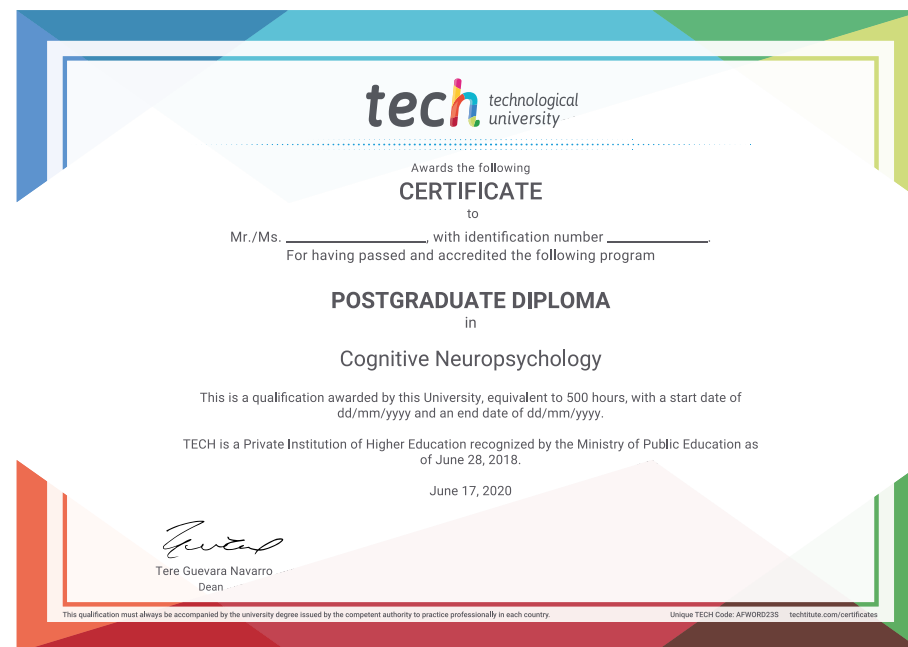 tech technological
university
Awards the following
CERTIFICATE
to
Mr./Ms. ____________, with identification number ____________.
For having passed and accredited the following program
POSTGRADUATE DIPLOMA
in
Cognitive Neuropsychology
This is a qualification awarded by this University, equivalent to 500 hours, with a start date of
dd/mm/yyyy and an end date of dd/mm/yyyy.
TECH is a Private Institution of Higher Education recognized by the Ministry of Public Education as
of June 28, 2018.
June 17, 2020
Tere Guevara Navarro
Dean
This qualification must always be accompanied by the university degree issued by the competent authority to practice professionally in each country. Unique TECH Code: AFWORD23S techtitute.com/certificates